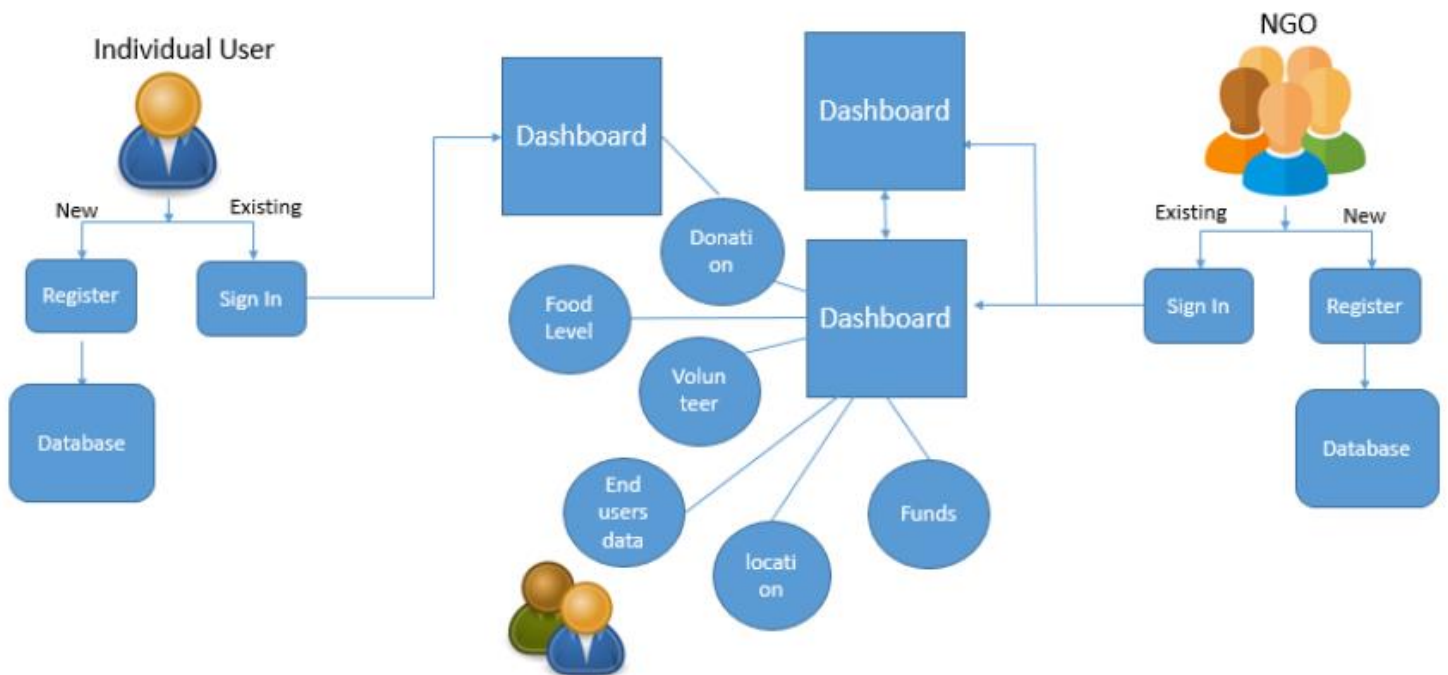 Individual User
NGO
Dashboard
Dashboard
New
Existing
Existing
New
Donati
on
Register
Sign In
Food
Level
Dashboard
Sign In
Register
Volun
teer
Database
Database
End
users
data
Funds
locati
on